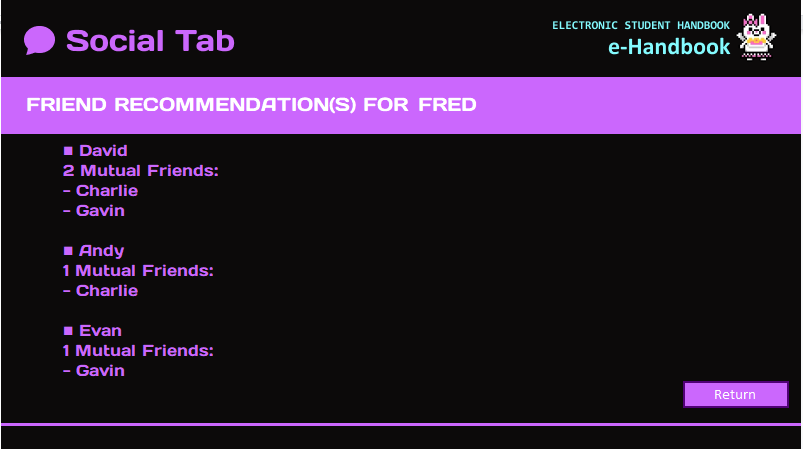 Social Tab
ELECTRONIC STUDENT HANDBOOK
e-Handbook
FRIEND RECOMMENDATION(S) FOR FRED
■ David
2 Mutual Friends:
- Charlie
- Gavin
■ Andy
1 Mutual Friends:
- Charlie
■ Evan
1 Mutual Friends:
- Gavin
Return